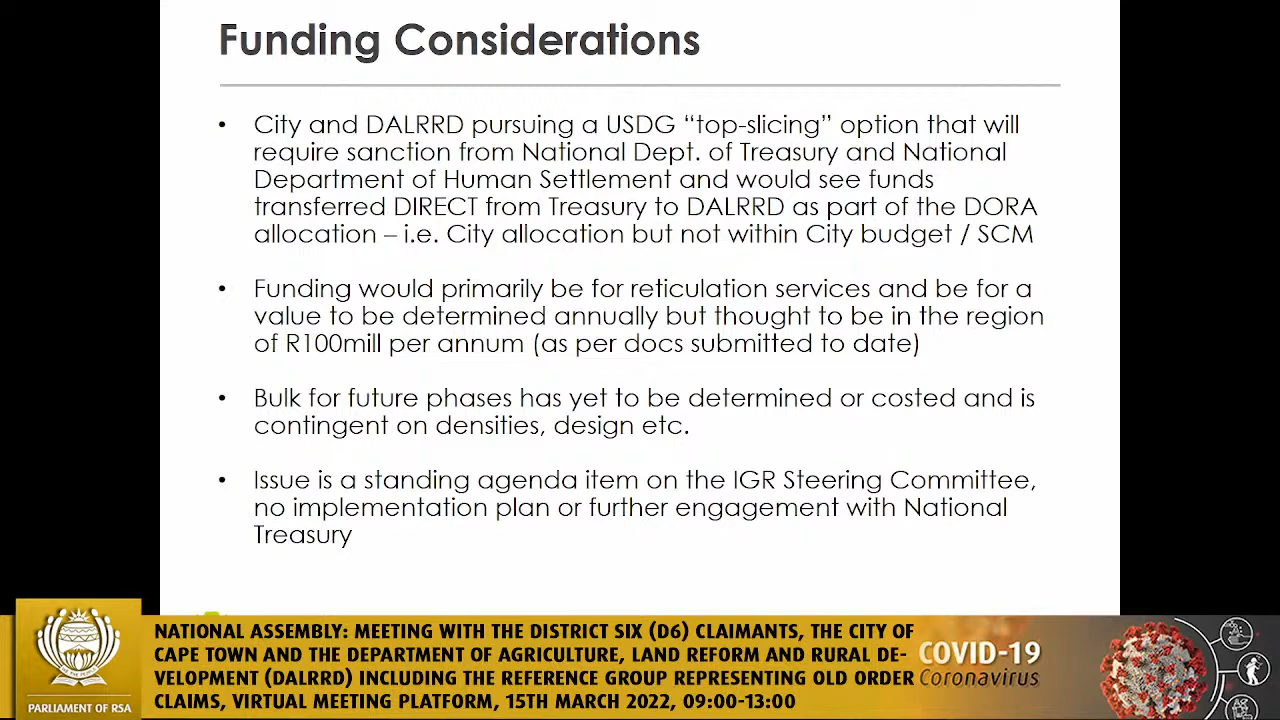 Funding Considerations
• City and DALRRD pursuing a USDG “top-slicing” option that will
require sanction from National Dept. of Treasury and National
Department of Human Settlement and would see funds
transferred DIRECT from Treasury to DALRRD as part of the DORA
allocation – i.e. City allocation but not within City budget / SCM
• Funding would primarily be for reticulation services and be for a
value to be determined annually but thought to be in the region
of R100mill per annum (as per docs submitted to date)
• Bulk for future phases has yet to be determined or costed and is
contingent on densities, design etc.
• Issue is a standing agenda item on the IGR Steering Committee,
no implementation plan or further engagement with National
Treasury
NATIONAL ASSEMBLY: MEETING WITH THE DISTRICT SIX (D6) CLAIMANTS, THE CITY OF
CAPE TOWN AND THE DEPARTMENT OF AGRICULTURE, LAND REFORM AND RURAL DE-
VELOPMENT (DALRRD) INCLUDING THE REFERENCE GROUP REPRESENTING OLD ORDER
CLAIMS, VIRTUAL MEETING PLATFORM, 15TH MARCH 2022, 09:00-13:00
PARLIAMENT OF RSA
COVID-19
Coronavirus